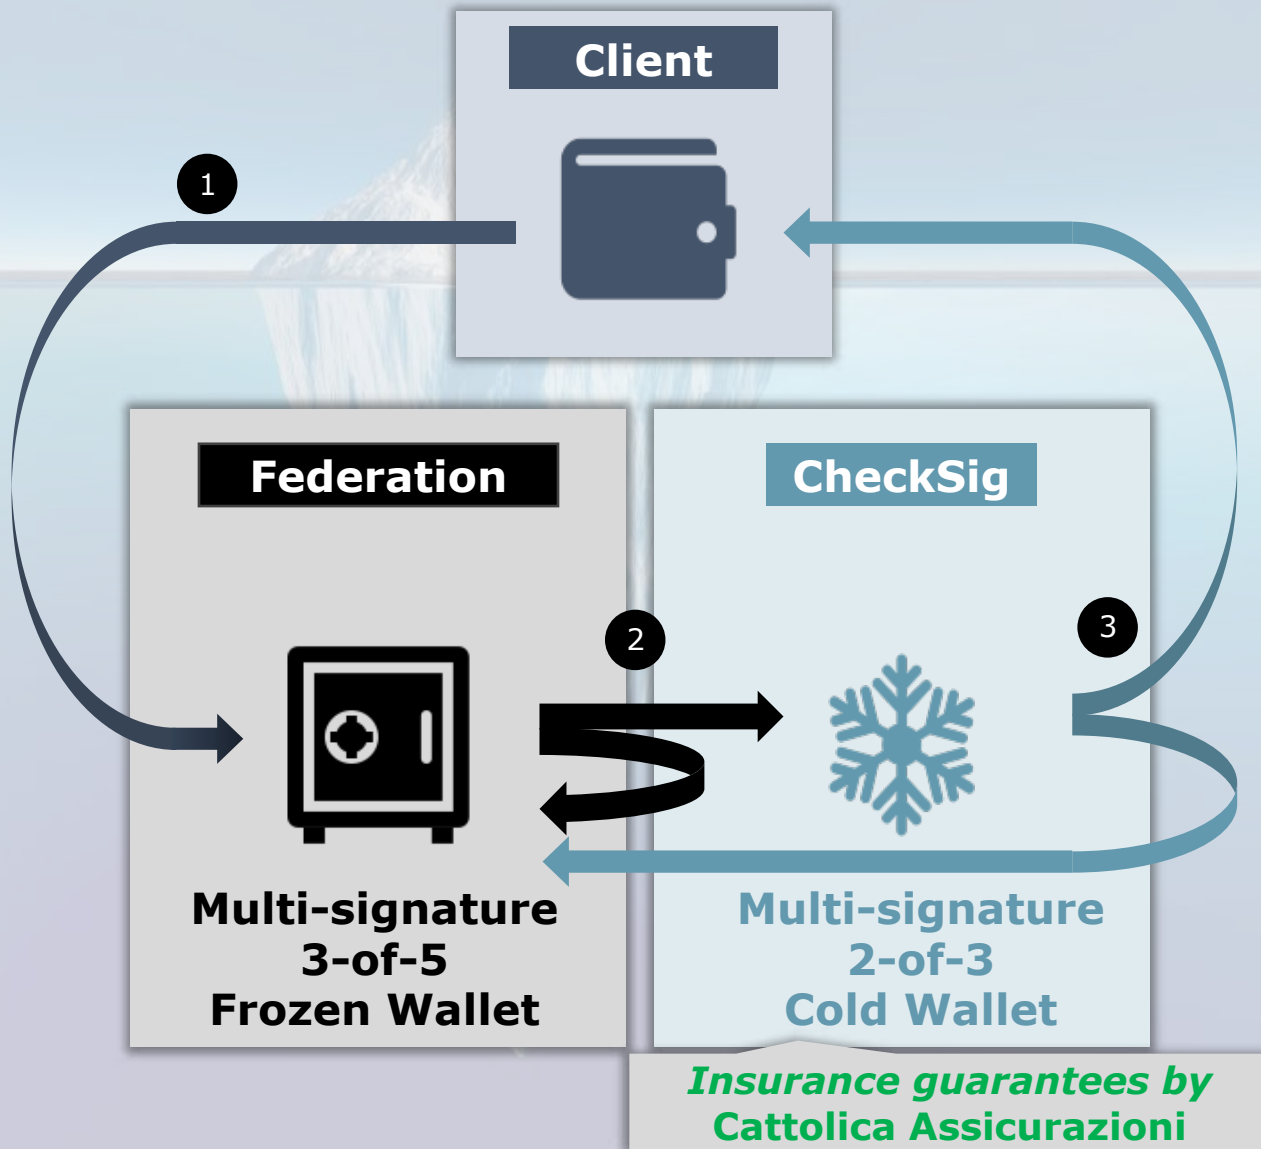 Client
1
Federation
CheckSig
2
3
Multi-signature
3-of-5
Frozen Wallet
Multi-signature
2-of-3
Cold Wallet
Insurance guarantees by
Cattolica Assicurazioni